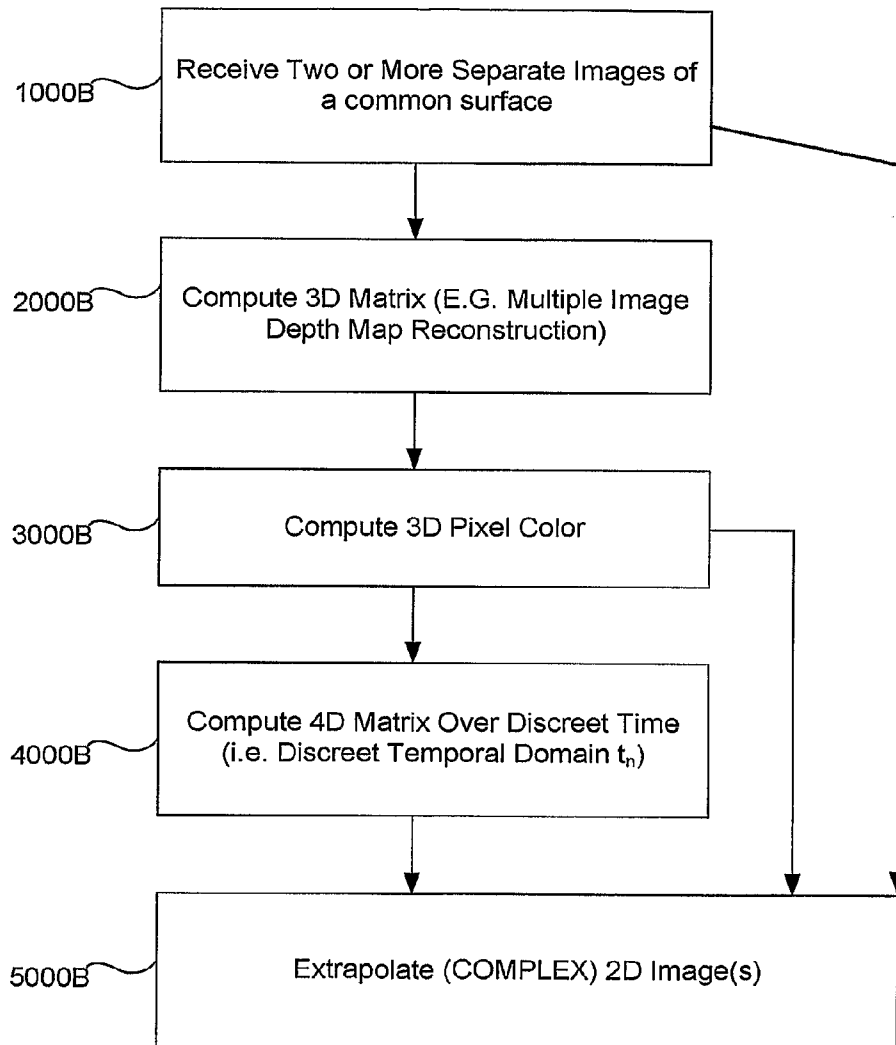 1000B
Receive Two or More Separate Images of
a common surface
2000B
Compute 3D Matrix (E.G. Multiple Image
Depth Map Reconstruction)
3000B
Compute 3D Pixel Color
4000B
Compute 4D Matrix Over Discreet Time
(i.e. Discreet Temporal Domain tₙ)
5000B
Extrapolate (COMPLEX) 2D Image(s)